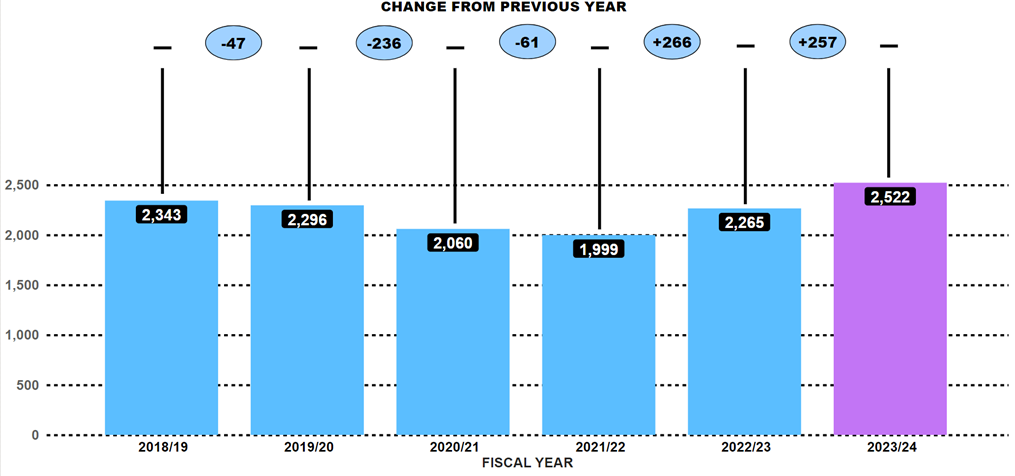 CHANGE FROM PREVIOUS YEAR
-47 -236 -61 +266 +257
2,500
2,343 2,296 2,060 1,999 2,265 2,522
2,000
1,500
1,000
500
0
2018/19 2019/20 2020/21 2021/22 2022/23 2023/24
FISCAL YEAR